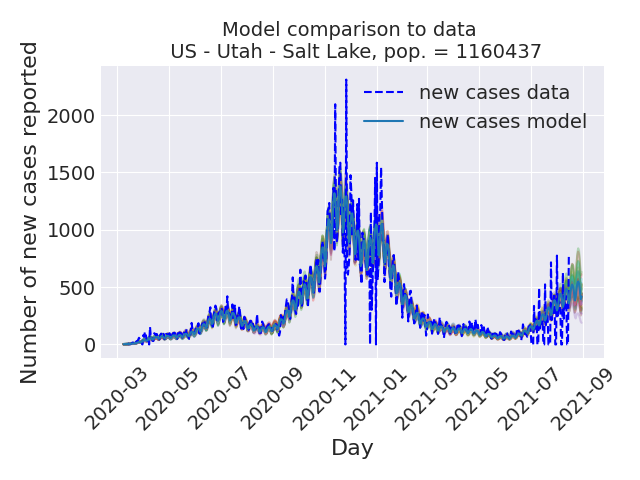 Model comparison to data
US - Utah - Salt Lake, pop. = 1160437
Number of new cases reported
2000
1500
1000
500
0
new cases data
new cases model
2020-03
2020-05
2020-07
2020-09
2020-11
2021-01
2021-03
2021-05
2021-07
2021-09
Day